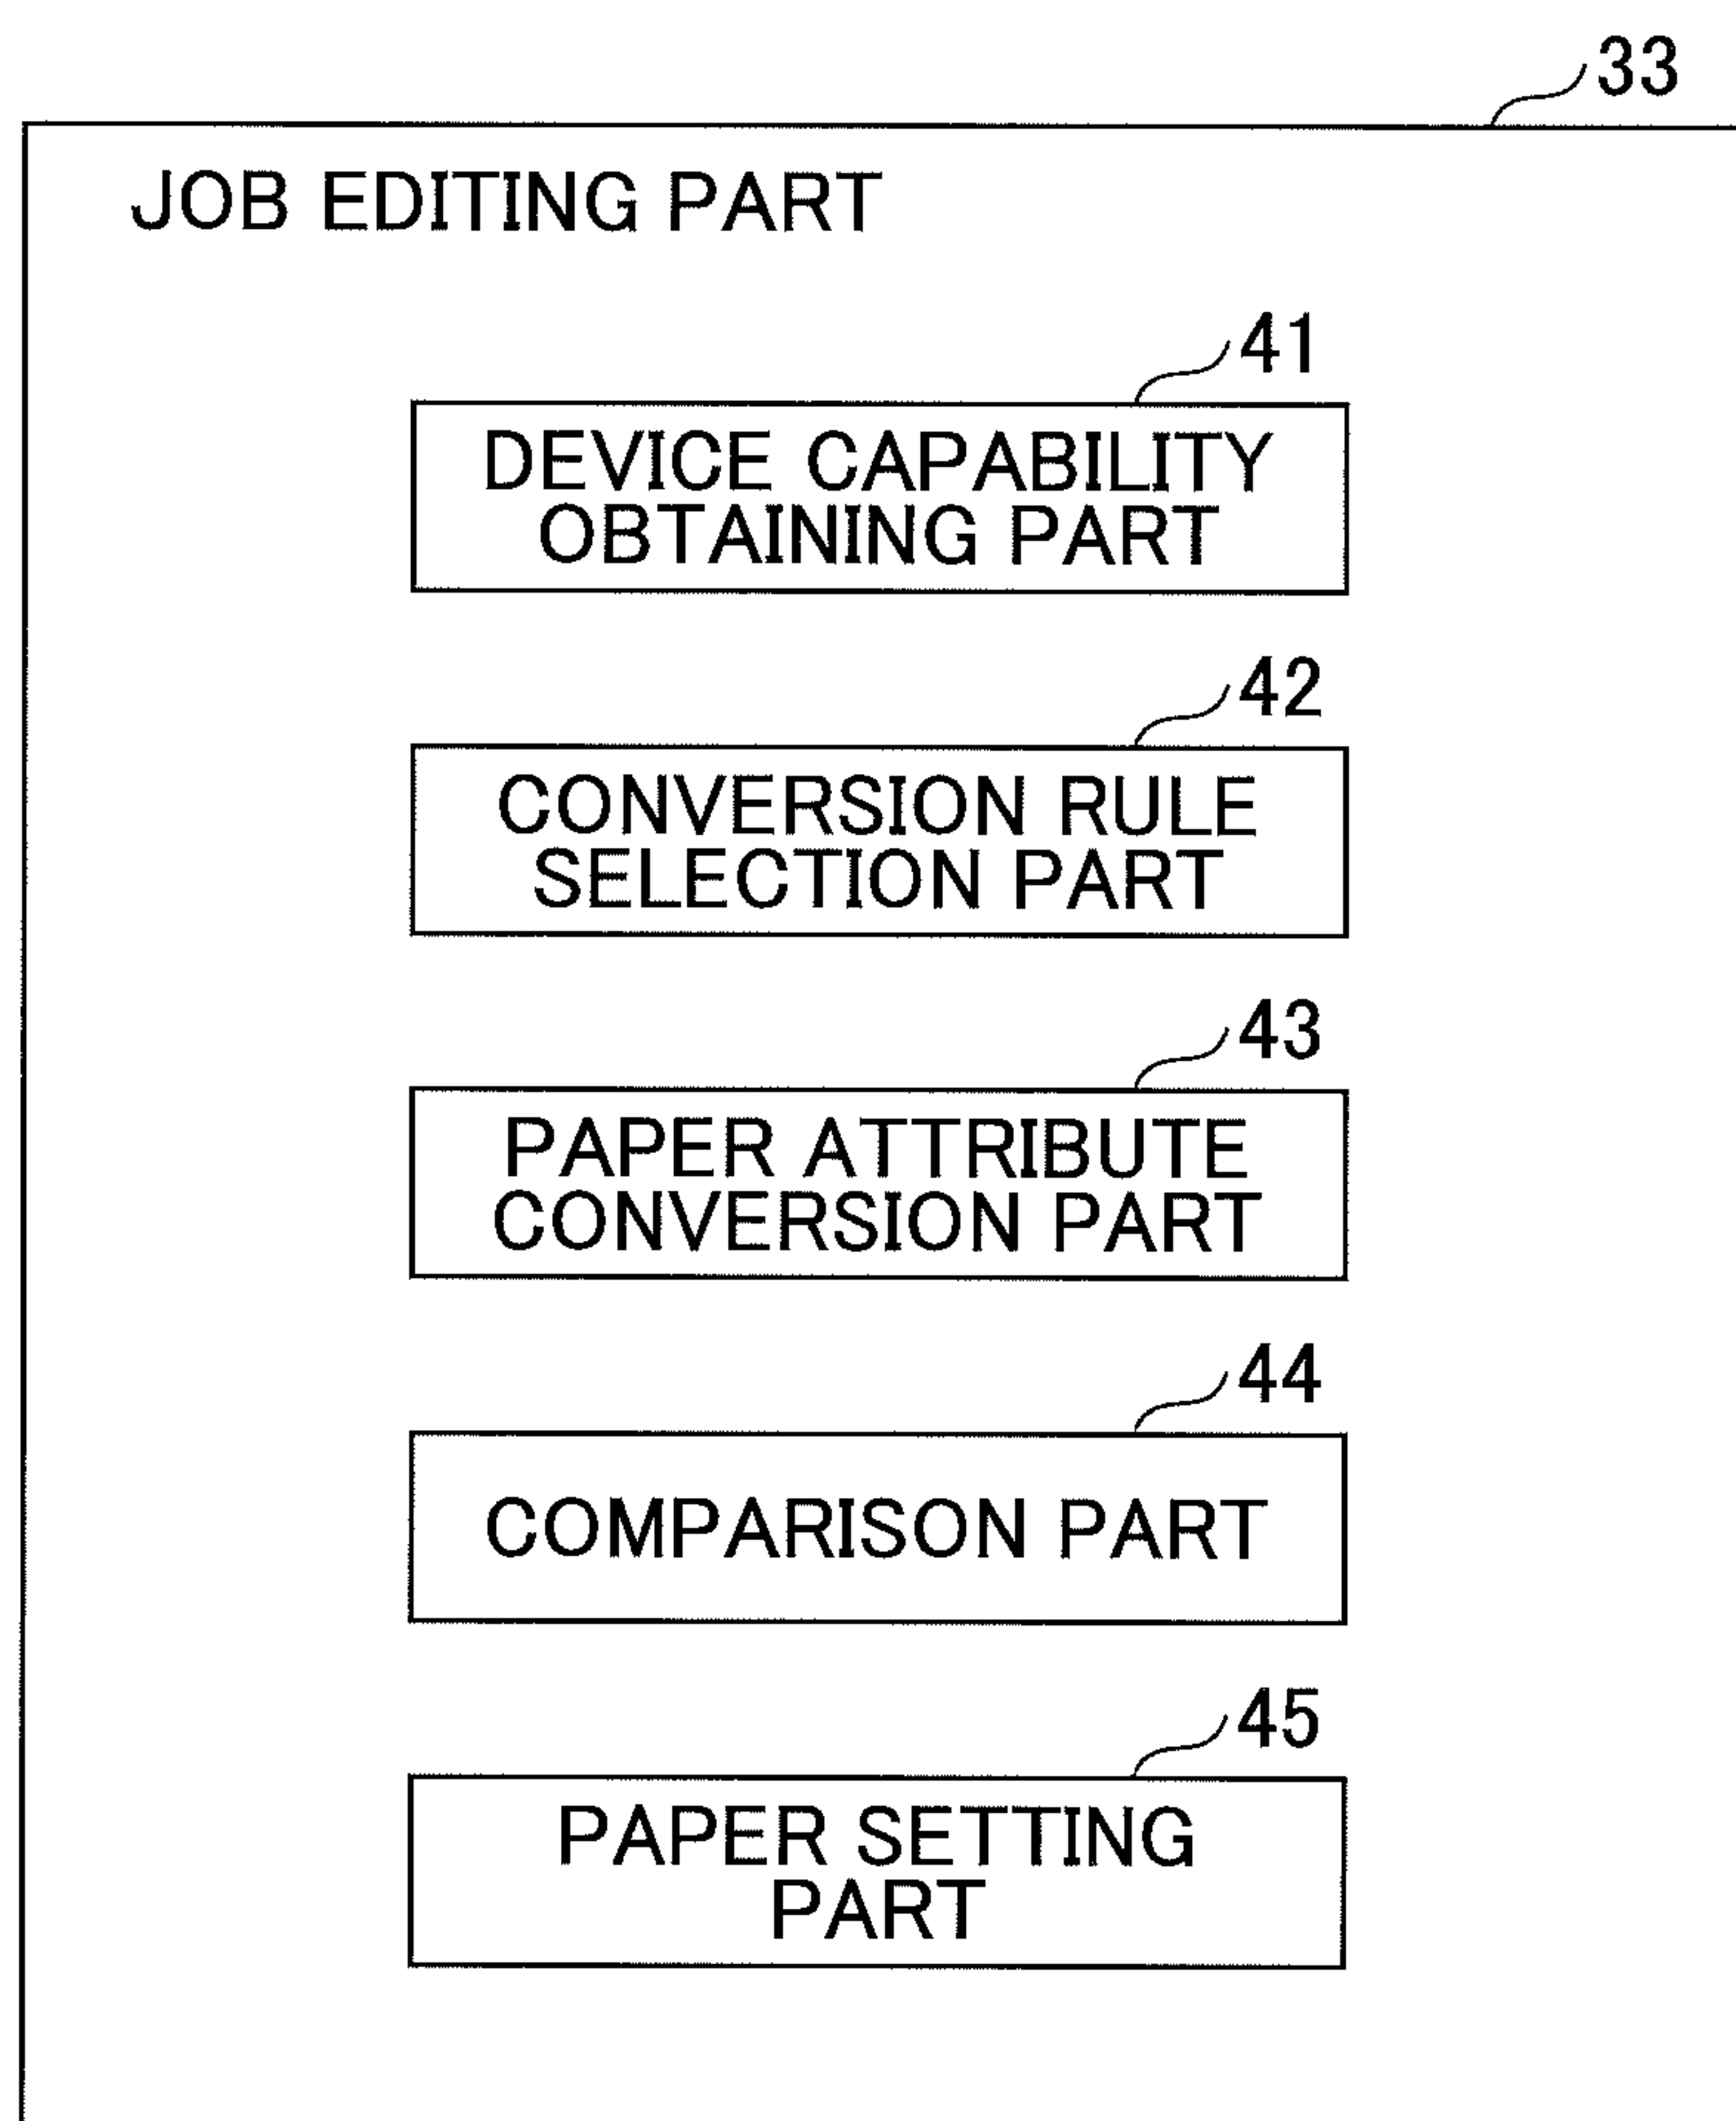 33
JOB EDITING PART
41
DEVICE CAPABILITY
OBTAINING PART
42
CONVERSION RULE
SELECTION PART
43
PAPER ATTRIBUTE
CONVERSION PART
44
COMPARISON PART
45
PAPER SETTING
PART